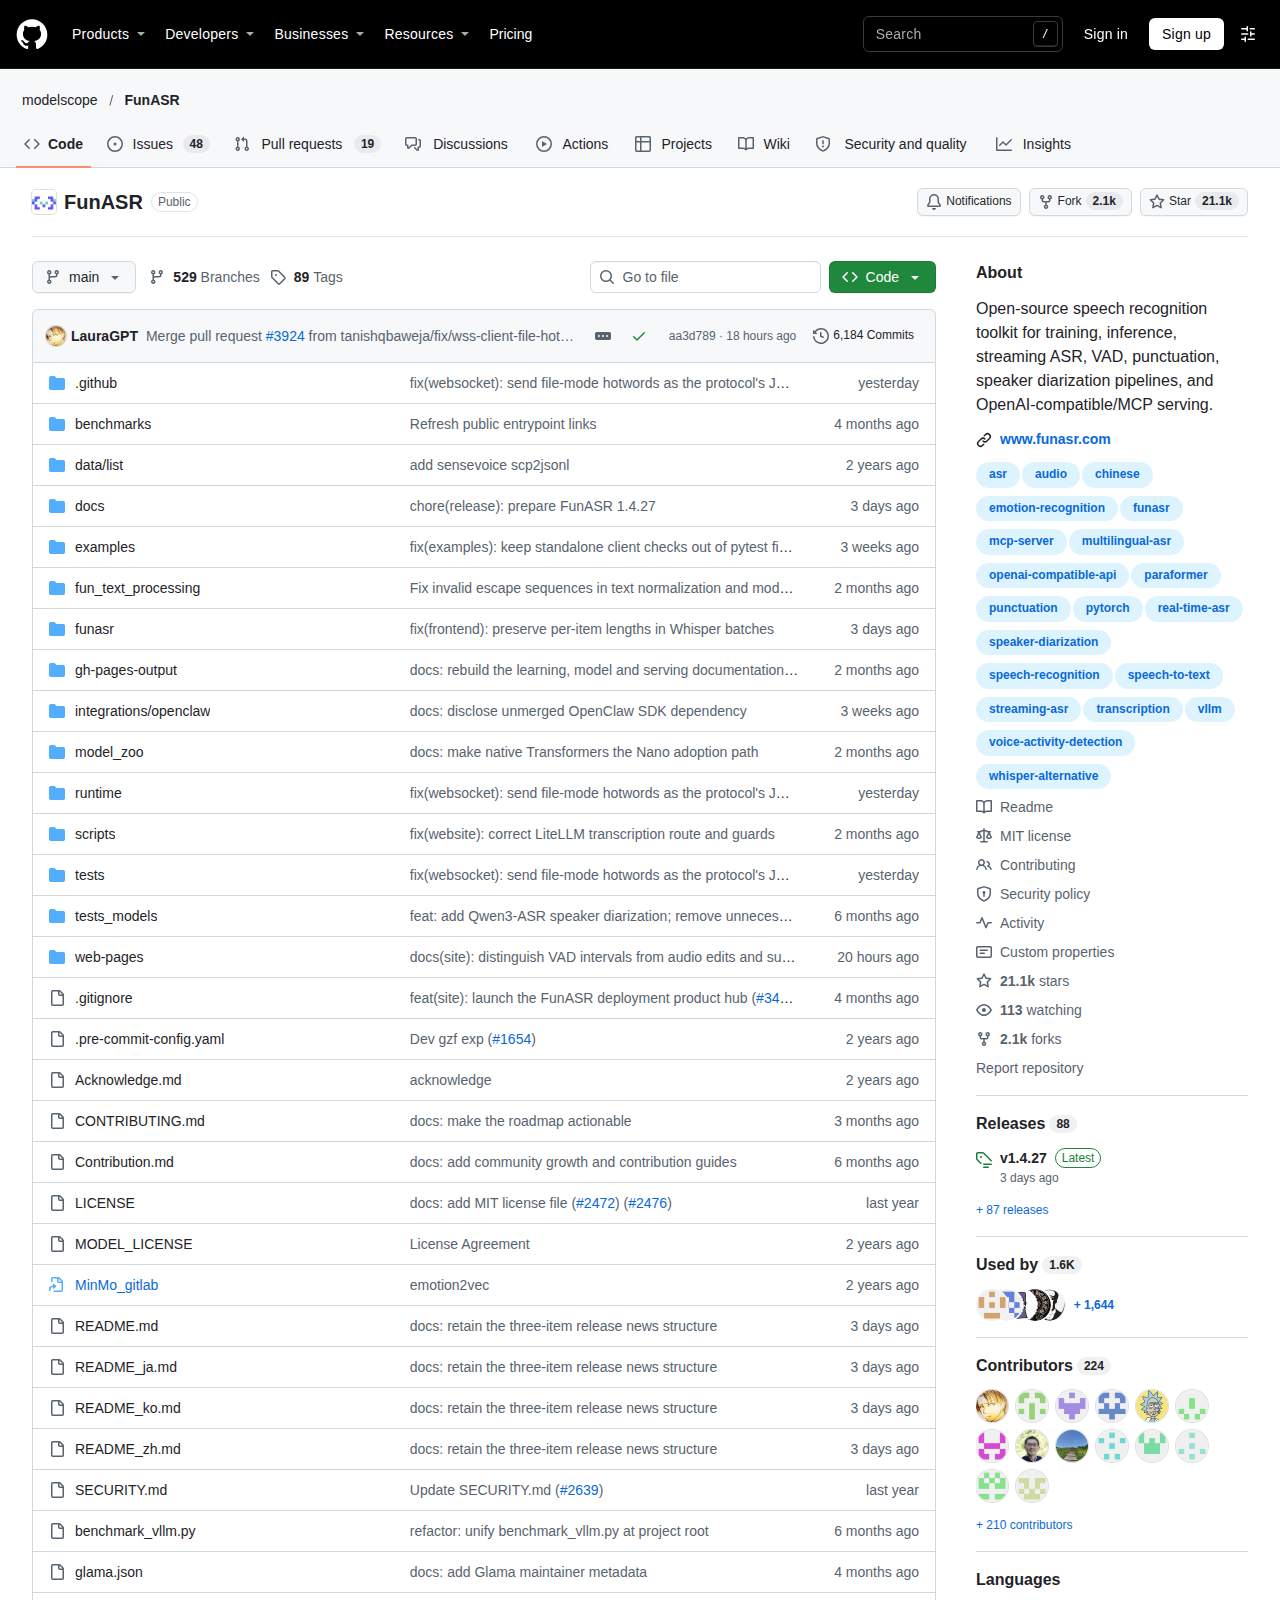 Products Developers Businesses Resources Pricing Search / Sign in Sign up
modelscope / FunASR
Code Issues 48 Pull requests 19 Discussions Actions Projects Wiki Security and quality Insights
FunASR Public Notifications Fork 2.1k Star 21.1k
main 529 Branches 89 Tags Go to file Code
LauraGPT Merge pull request #3924 from tanishqbaweja/fix/wss-client-file-hot… aa3d789 · 18 hours ago 6,184 Commits
.github fix(websocket): send file-mode hotwords as the protocol's J… yesterday
benchmarks Refresh public entrypoint links 4 months ago
data/list add sensevoice scp2jsonl 2 years ago
docs chore(release): prepare FunASR 1.4.27 3 days ago
examples fix(examples): keep standalone client checks out of pytest fi… 3 weeks ago
fun_text_processing Fix invalid escape sequences in text normalization and mod… 2 months ago
funasr fix(frontend): preserve per-item lengths in Whisper batches 3 days ago
gh-pages-output docs: rebuild the learning, model and serving documentation… 2 months ago
integrations/openclaw docs: disclose unmerged OpenClaw SDK dependency 3 weeks ago
model_zoo docs: make native Transformers the Nano adoption path 2 months ago
runtime fix(websocket): send file-mode hotwords as the protocol's J… yesterday
scripts fix(website): correct LiteLLM transcription route and guards 2 months ago
tests fix(websocket): send file-mode hotwords as the protocol's J… yesterday
tests_models feat: add Qwen3-ASR speaker diarization; remove unneces… 6 months ago
web-pages docs(site): distinguish VAD intervals from audio edits and su… 20 hours ago
.gitignore feat(site): launch the FunASR deployment product hub (#34… 4 months ago
.pre-commit-config.yaml Dev gzf exp (#1654) 2 years ago
Acknowledge.md acknowledge 2 years ago
CONTRIBUTING.md docs: make the roadmap actionable 3 months ago
Contribution.md docs: add community growth and contribution guides 6 months ago
LICENSE docs: add MIT license file (#2472) (#2476) last year
MODEL_LICENSE License Agreement 2 years ago
MinMo_gitlab emotion2vec 2 years ago
README.md docs: retain the three-item release news structure 3 days ago
README_ja.md docs: retain the three-item release news structure 3 days ago
README_ko.md docs: retain the three-item release news structure 3 days ago
README_zh.md docs: retain the three-item release news structure 3 days ago
SECURITY.md Update SECURITY.md (#2639) last year
benchmark_vllm.py refactor: unify benchmark_vllm.py at project root 6 months ago
glama.json docs: add Glama maintainer metadata 4 months ago
About
Open-source speech recognition
toolkit for training, inference,
streaming ASR, VAD, punctuation,
speaker diarization pipelines, and
OpenAI-compatible/MCP serving.
www.funasr.com
asr audio chinese
emotion-recognition funasr
mcp-server multilingual-asr
openai-compatible-api paraformer
punctuation pytorch real-time-asr
speaker-diarization
speech-recognition speech-to-text
streaming-asr transcription vllm
voice-activity-detection
whisper-alternative
Readme
MIT license
Contributing
Security policy
Activity
Custom properties
21.1k stars
113 watching
2.1k forks
Report repository
Releases 88
v1.4.27 Latest
3 days ago
+ 87 releases
Used by 1.6K
+ 1,644
Contributors 224
+ 210 contributors
Languages